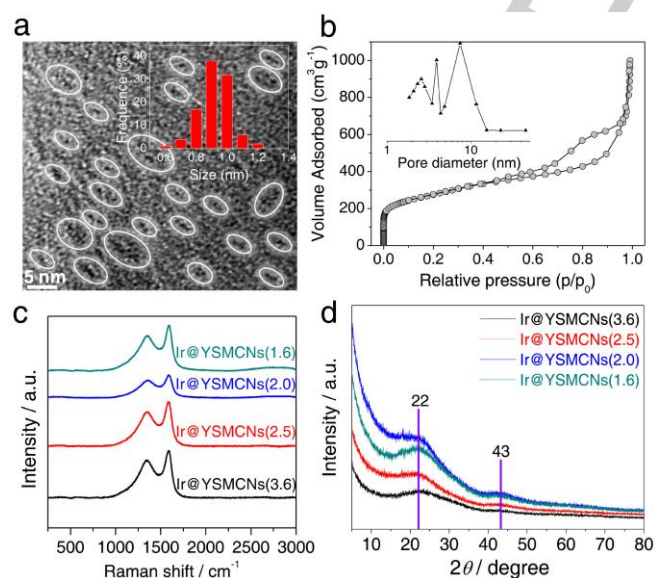 a
Frequence (%)
40
30
20
10
0
0.6 0.8 1.0 1.2 1.4
Size (nm)
5 nm
b
Volume Adsorbed (cm³g⁻¹)
1000
800
600
400
200
0
0.0 0.2 0.4 0.6 0.8 1.0
Relative pressure (p/p₀)
1 10
Pore diameter (nm)
c
Intensity / a.u.
Ir@YSMCNs(1.6)
Ir@YSMCNs(2.0)
Ir@YSMCNs(2.5)
Ir@YSMCNs(3.6)
500 1000 1500 2000 2500 3000
Raman shift / cm⁻¹
d
Intensity / a.u.
Ir@YSMCNs(3.6)
Ir@YSMCNs(2.5)
Ir@YSMCNs(2.0)
Ir@YSMCNs(1.6)
22
43
10 20 30 40 50 60 70 80
2θ / degree